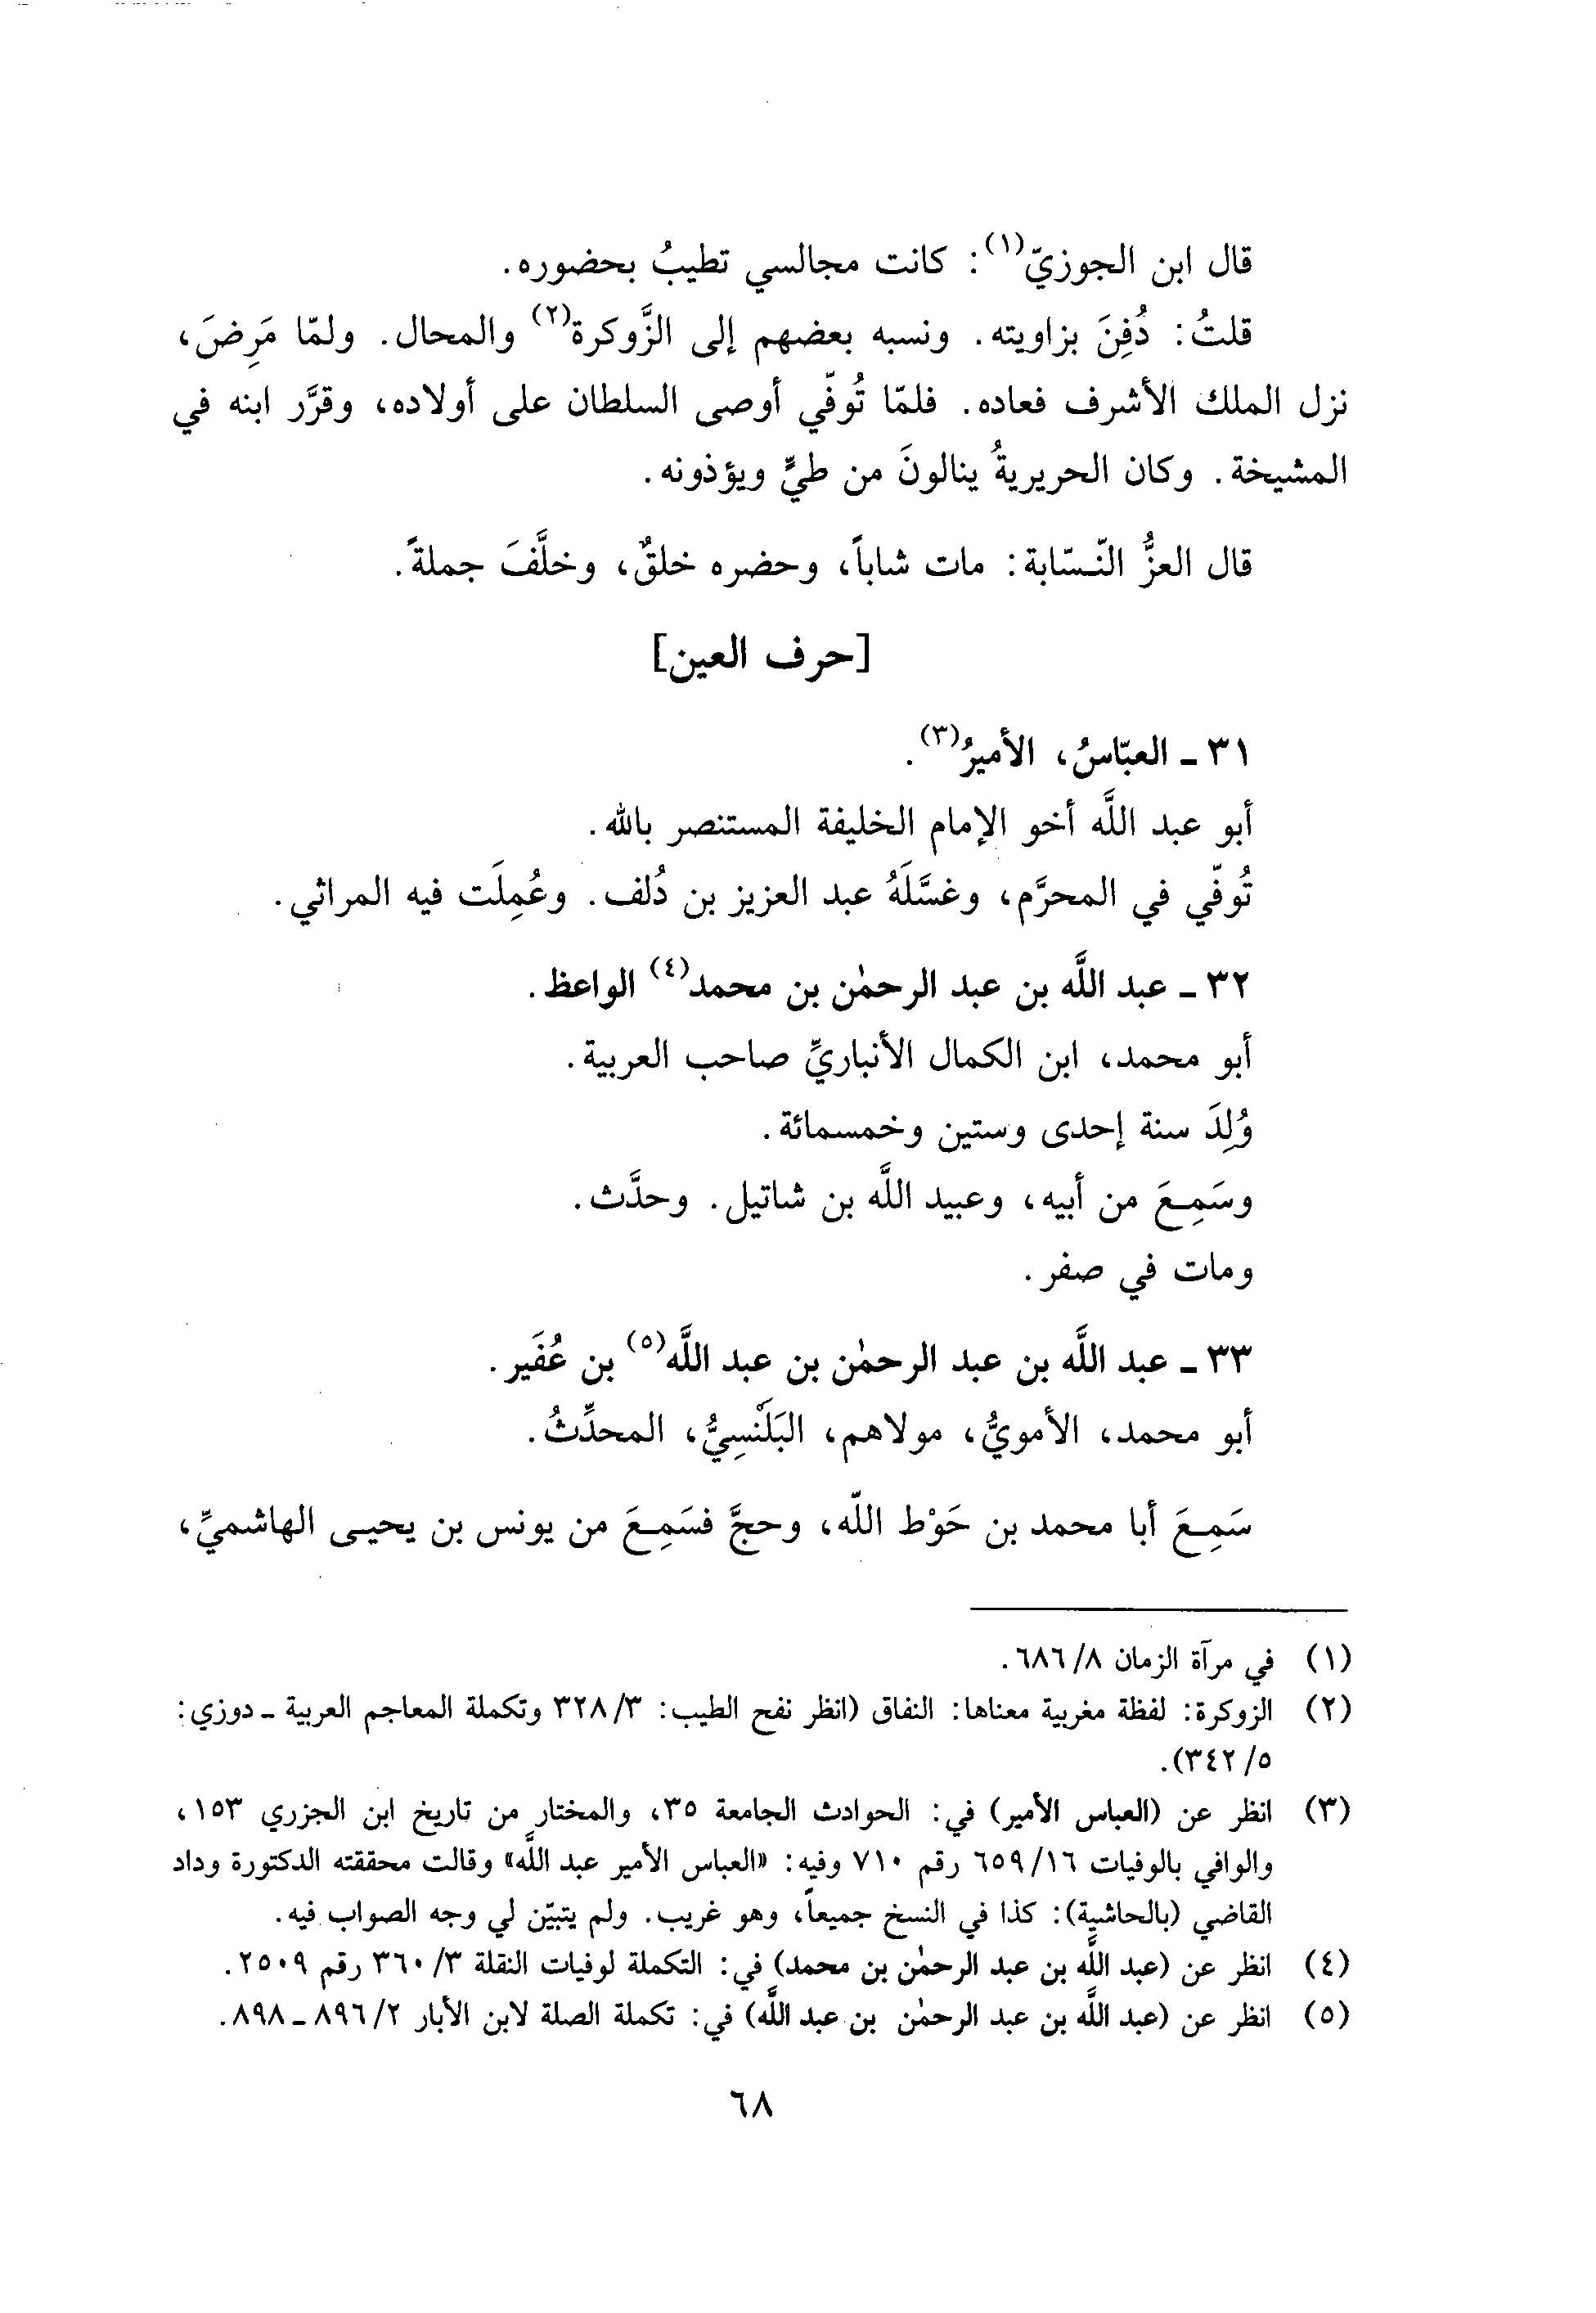 قال ابن الجوزيّ(١): كانت مجالسي تطيبُ بحضوره.
قلتُ: دُفِنَ بزاويته. ونسبه بعضهم إلى الزَّوكرة(٢) والمحال. ولمّا مَرِضَ،
نزل الملك الأشرف فعاده. فلمّا تُوفّي أوصى السلطان على أولاده، وقرَّر ابنه في
المشيخة. وكان الحريريةُ ينالونَ من طيٍّ ويؤذونه.
قال العزُّ النّسّابة: مات شاباً، وحضره خلقٌ، وخلَّفَ جملةً.
[حرف العين]
٣١ ـ العبّاسُ، الأميرُ(٣).
أبو عبد اللَّه أخو الإمام الخليفة المستنصر بالله.
تُوفّي في المحرَّم، وغسَّلَهُ عبد العزيز بن دُلف. وعُمِلَت فيه المراثي.
٣٢ ـ عبد اللَّه بن عبد الرحمٰن بن محمد(٤) الواعظ.
أبو محمد، ابن الكمال الأنباريِّ صاحب العربية.
وُلِدَ سنة إحدى وستين وخمسمائة.
وسَمِعَ من أبيه، وعبيد اللَّه بن شاتيل. وحدَّث.
ومات في صفر.
٣٣ ـ عبد اللَّه بن عبد الرحمٰن بن عبد اللَّه(٥) بن عُفَير.
أبو محمد، الأمويُّ، مولاهم، البَلَنْسِيُّ، المحدِّثُ.
سَمِعَ أبا محمد بن حَوْط اللّه، وحجَّ فسَمِعَ من يونس بن يحيـى الهاشميِّ،
(١) في مرآة الزمان ٨/ ٦٨٦.
(٢) الزوكرة: لفظة مغربية معناها: النفاق (انظر نفح الطيب: ٣/ ٣٢٨ وتكملة المعاجم العربية ـ دوزي:
٥/ ٣٤٢).
(٣) انظر عن (العباس الأمير) في: الحوادث الجامعة ٣٥، والمختار من تاريخ ابن الجزري ١٥٣،
والوافي بالوفيات ١٦/ ٦٥٩ رقم ٧١٠ وفيه: «العباس الأمير عبد اللَّه» وقالت محققته الدكتورة وداد
القاضي (بالحاشية): كذا في النسخ جميعاً، وهو غريب. ولم يتبيّن لي وجه الصواب فيه.
(٤) انظر عن (عبد اللَّه بن عبد الرحمٰن بن محمد) في: التكملة لوفيات النقلة ٣/ ٣٦٠ رقم ٢٥٠٩.
(٥) انظر عن (عبد اللَّه بن عبد الرحمٰن بن عبد اللَّه) في: تكملة الصلة لابن الأبار ٢/ ٨٩٦ ـ ٨٩٨.
٦٨